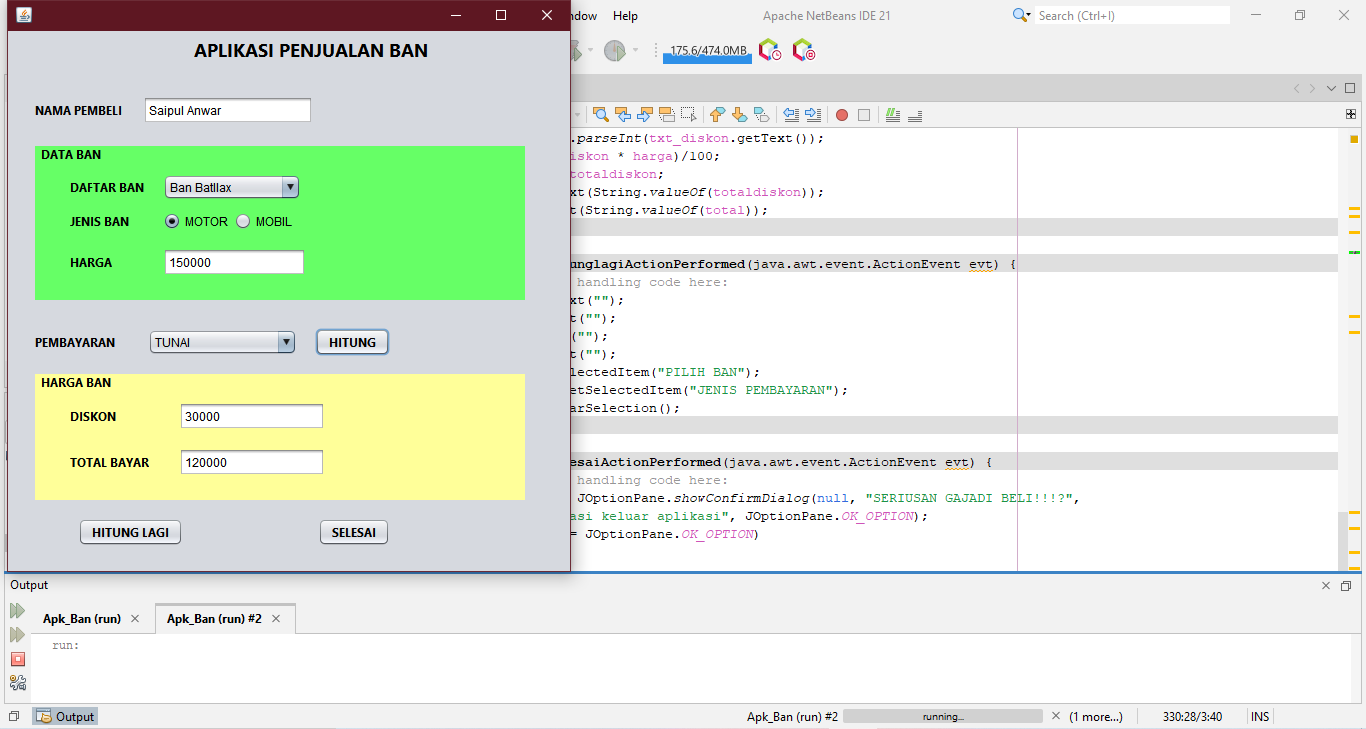 ndow Help
Apache NetBeans IDE 21
Search (Ctrl+I)
175.6/474.0MB
APLIKASI PENJUALAN BAN
NAMA PEMBELI Saipul Anwar
DATA BAN
DAFTAR BAN Ban Batllax
JENIS BAN MOTOR MOBIL
HARGA 150000
PEMBAYARAN TUNAI HITUNG
HARGA BAN
DISKON 30000
TOTAL BAYAR 120000
HITUNG LAGI SELESAI
.parseInt(txt_diskon.getText());
iskon * harga)/100;
totaldiskon;
xt(String.valueOf(totaldiskon));
t(String.valueOf(total));
unglagiActionPerformed(java.awt.event.ActionEvent evt) {
handling code here:
xt("");
t("");
("");
t("");
lectedItem("PILIH BAN");
etSelectedItem("JENIS PEMBAYARAN");
arSelection();
esaiActionPerformed(java.awt.event.ActionEvent evt) {
handling code here:
JOptionPane.showConfirmDialog(null, "SERIUSAN GAJADI BELI!!!?",
asi keluar aplikasi", JOptionPane.OK_OPTION);
= JOptionPane.OK_OPTION)
Output
Apk_Ban (run) Apk_Ban (run) #2
run:
Output
Apk_Ban (run) #2 running... (1 more...) 330:28/3:40 INS